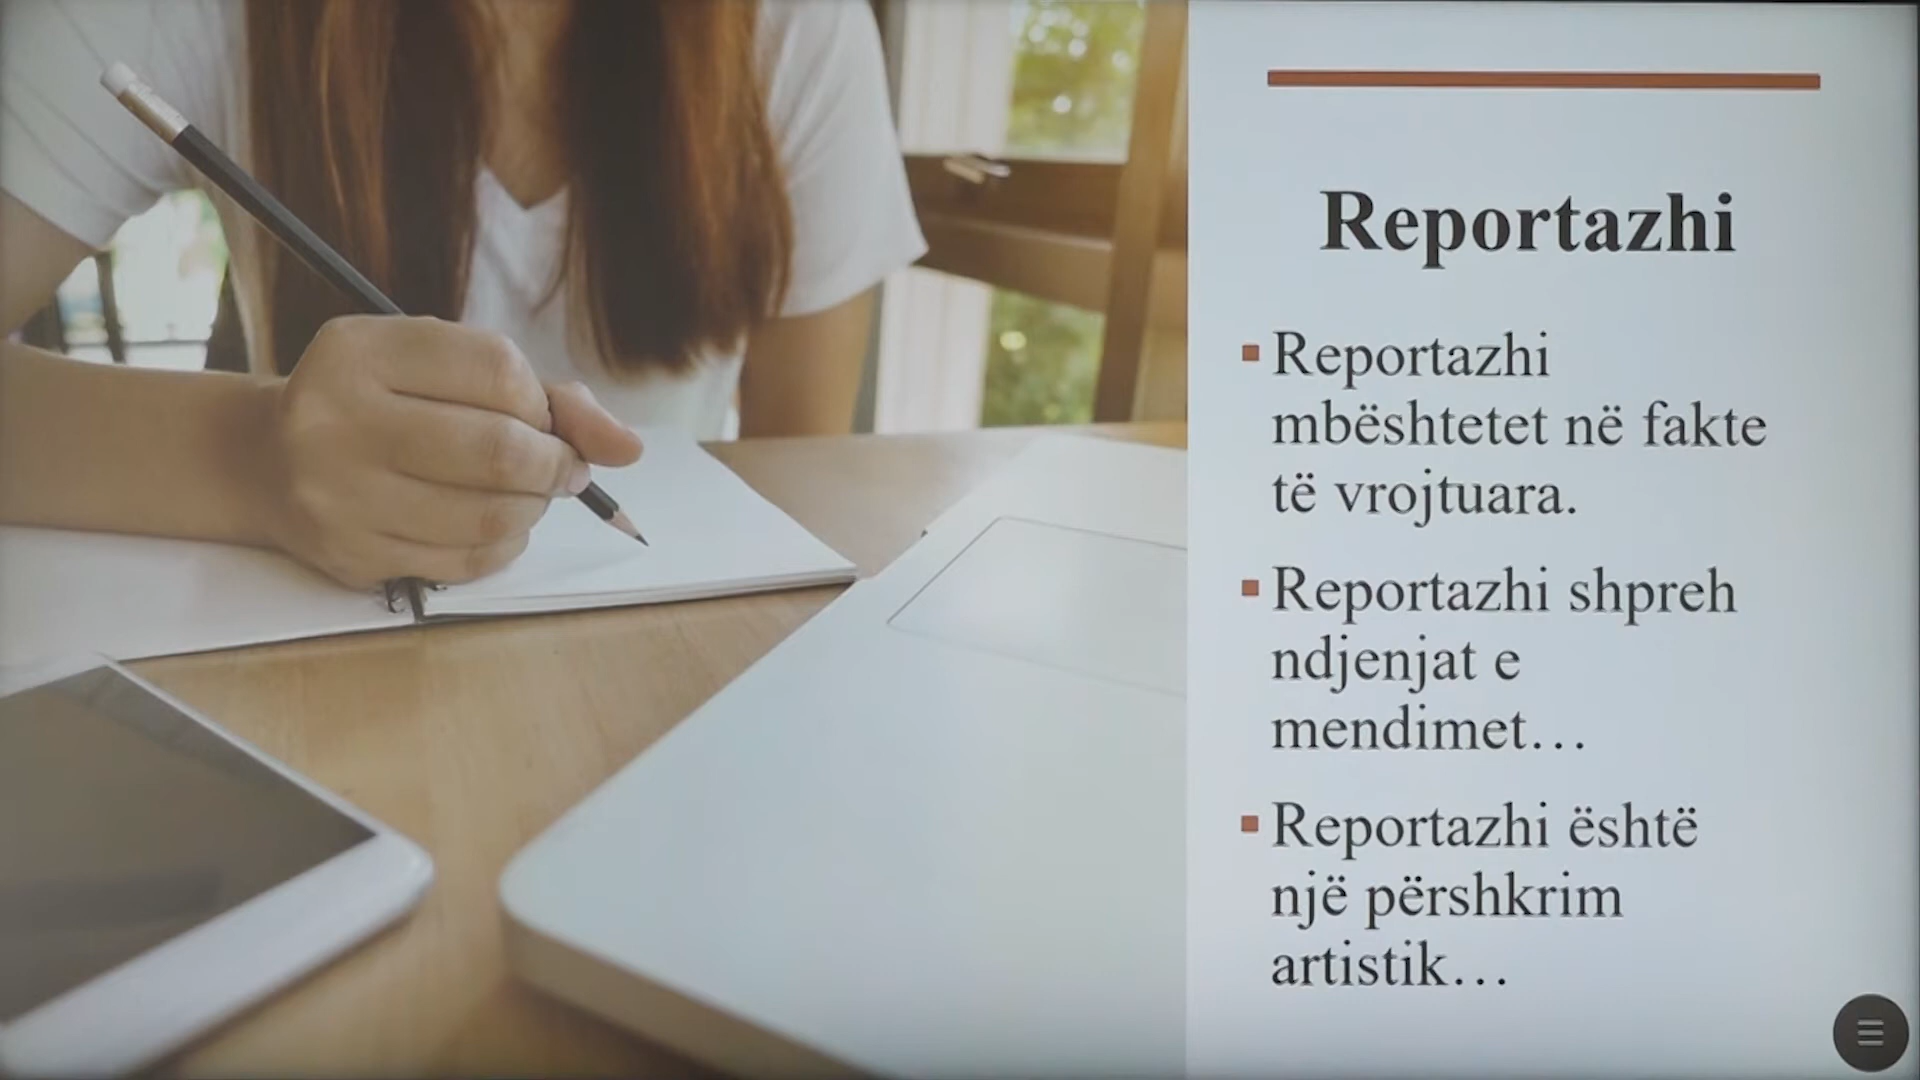 Reportazhi
Reportazhi
mbështetet në fakte
të vrojtuara.
Reportazhi shpreh
ndjenjat e
mendimet…
Reportazhi është
një përshkrim
artistik…